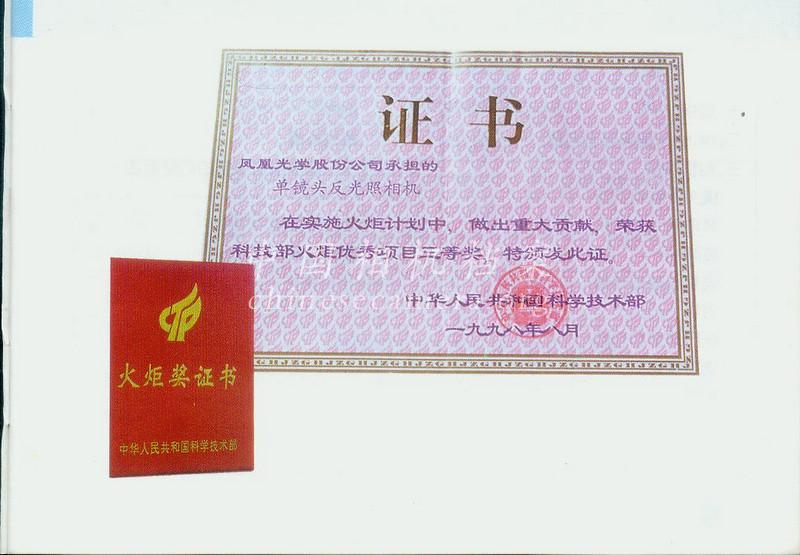 证书
凤凰光学股份公司承担的
单镜头反光照相机
在实施火炬计划中，做出重大贡献，荣获
科技部火炬优秀项目三等奖，特颁发此证。
中华人民共和国科学技术部
一九九八年八月
火炬奖证书
中华人民共和国科学技术部